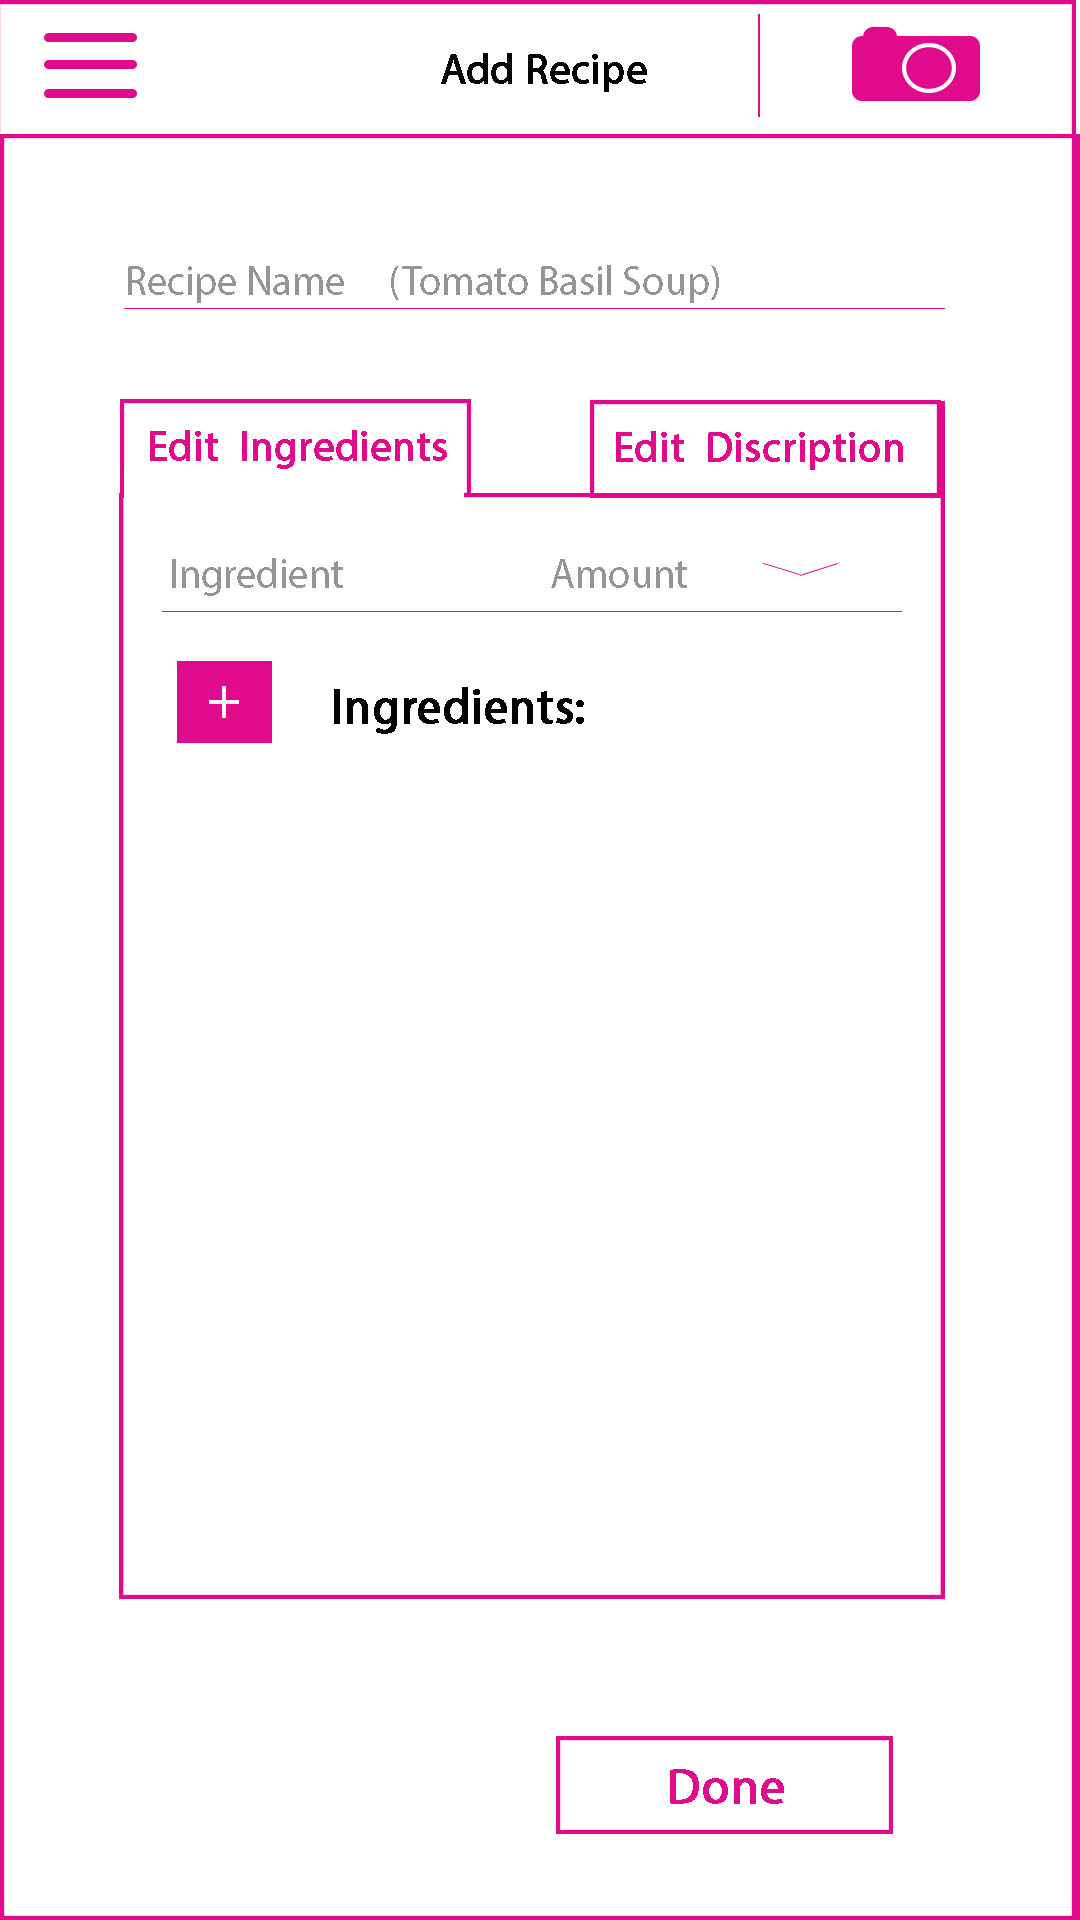 Add Recipe
Recipe Name (Tomato Basil Soup)
Edit Ingredients Edit Discription
Ingredient Amount
+ Ingredients:
Done